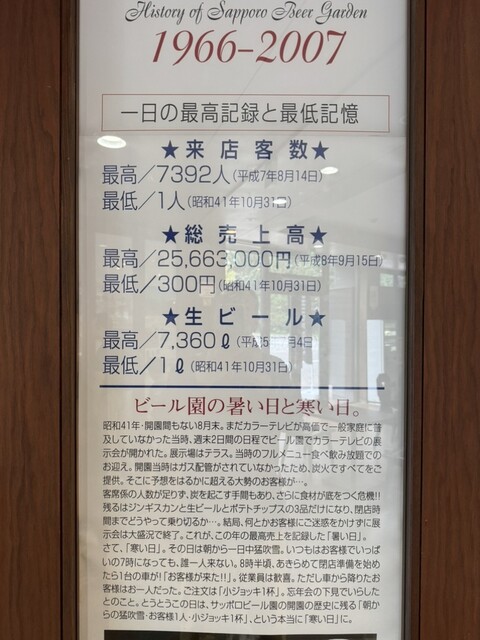 History of Sapporo Beer Garden
1966-2007
一日の最高記録と最低記憶
★来店客数★
最高/7392人(平成7年8月14日)
最低/1人(昭和41年10月31日)
★総売上高★
最高/25,663,000円(平成8年9月15日)
最低/300円(昭和41年10月31日)
★生ビール★
最高/7,360ℓ(平成5 月4日
最低/1ℓ(昭和41年10月31日)
ビール園の暑い日と寒い日。
昭和41年・開園間もない8月末。まだカラーテレビが高価で一般家庭に普
及していなかった当時、週末2日間の日程でビール園でカラーテレビの展
示会が開かれた。展示場はテラス。当時のフルメニュー食べ飲み放題での
お迎え。開園当時はガス配管がされていなかったため、炭火ですべてをご
提供。そこに予想をはるかに超える大勢のお客様が…。
客席係の人数が足りず、炭を起こす手間もあり、さらに食材が底をつく危機!!
残るはジンギスカンと生ビールとポテトチップスの3品だけになり、閉店時
間までどうやって乗り切るか…。結局、何とかお客様にご迷惑をかけずに展
示会は大盛況で終了。これが、この年の最高売上を記録した「暑い日」。
さて、「寒い日」。その日は朝から一日中猛吹雪。いつもはお客様でいっぱ
いの7時になっても、誰一人来ない。8時半頃、あきらめて閉店準備を始め
たら1台の車が!「お客様が来た!!」。従業員は歓喜。ただし車から降りたお
客様はお一人だった。ご注文は「小ジョッキ1杯」。忘年会の下見でいらした
とのこと。とうとうこの日は、サッポロビール園の開園の歴史に残る「朝か
らの猛吹雪・お客様1人・小ジョッキ1杯」、という本当に「寒い日」に。